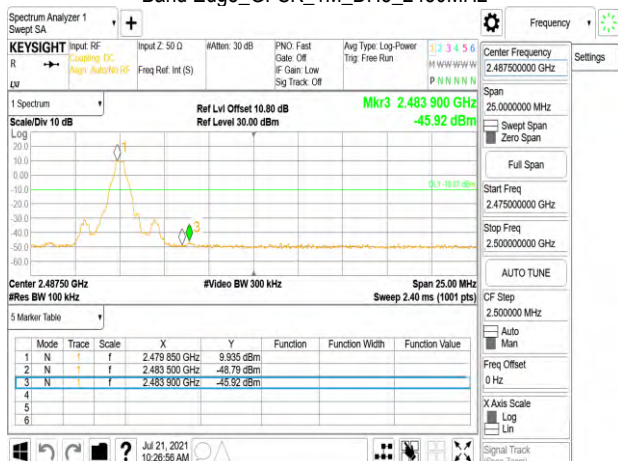 Spectrum Analyzer 1
Swept SA
+
Frequency
KEYSIGHT
R
LXI
Input: RF
Coupling: DC
Align: Auto/No RF
Input Z: 50 Ω
Freq Ref: Int (S)
#Atten: 30 dB
PNO: Fast
Gate: Off
IF Gain: Low
Sig Track: Off
Avg Type: Log-Power
Trig: Free Run
1 2 3 4 5 6
M W W W W W
P N N N N N
1 Spectrum
Scale/Div 10 dB
Ref Lvl Offset 10.80 dB
Ref Level 30.00 dBm
Mkr3 2.483 900 GHz
-45.92 dBm
Log
20.0
10.0
0.00
-10.0
-20.0
-30.0
-40.0
-50.0
-60.0
1
3
Center 2.48750 GHz
#Res BW 100 kHz
#Video BW 300 kHz
Span 25.00 MHz
Sweep 2.40 ms (1001 pts)
5 Marker Table
Mode Trace Scale X Y Function Function Width Function Value
1 N 1 f 2.479 850 GHz 9.935 dBm
2 N 1 f 2.483 500 GHz -48.79 dBm
3 N 1 f 2.483 900 GHz -45.92 dBm
4
5
6
?
Jul 21, 2021
10:26:56 AM
Center Frequency
2.487500000 GHz
Settings
Span
25.0000000 MHz
Swept Span
Zero Span
Full Span
Start Freq
2.475000000 GHz
Stop Freq
2.500000000 GHz
AUTO TUNE
CF Step
2.500000 MHz
Auto
Man
Freq Offset
0 Hz
X Axis Scale
Log
Lin
Signal Track